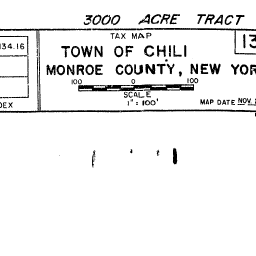 3000 ACRE TRACT
TAX MAP
134.16
TOWN OF CHILI
MONROE COUNTY, NEW YOR
100 0 100
SCALE
1": 100'
MAP DATE NOV.
DEX
13